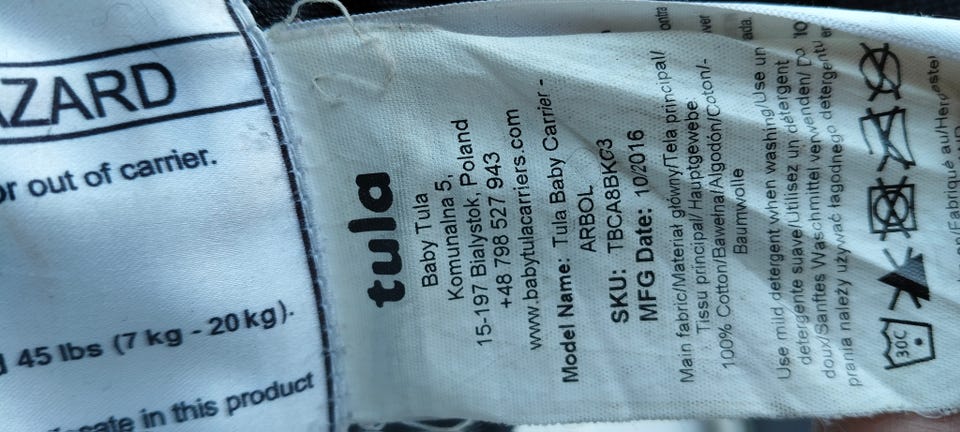 ZARD
or out of carrier.
45 lbs (7 kg - 20 kg).
in this product
tula
Baby Tula
Komunalna 5,
15-197 Bialystok, Poland
+48 798 527 943
www.babytulacarriers.com
Model Name: Tula Baby Carrier -
ARBOL
SKU: TBCA8BKG3
MFG Date: 10/2016
Main fabric/Materiał główny/Tela principal/
Tissu principal/ Hauptgewebe
100% Cotton/Bawełna/Algodón/Coton/-
Baumwolle
Use mild detergent when washing/Use un
detergente suave/Utilisez un détergent
doux/Sanftes Waschmittel verwenden/ Do
prania należy używać łagodnego detergentu
30C